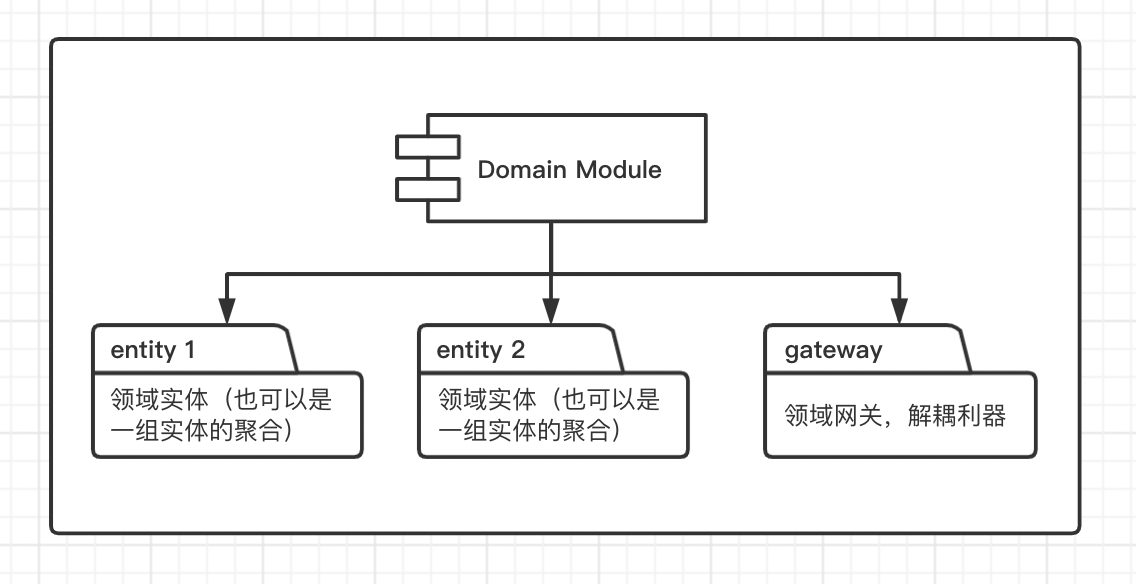 Domain Module
entity 1
领域实体（也可以是
一组实体的聚合）
entity 2
领域实体（也可以是
一组实体的聚合）
gateway
领域网关，解耦利器